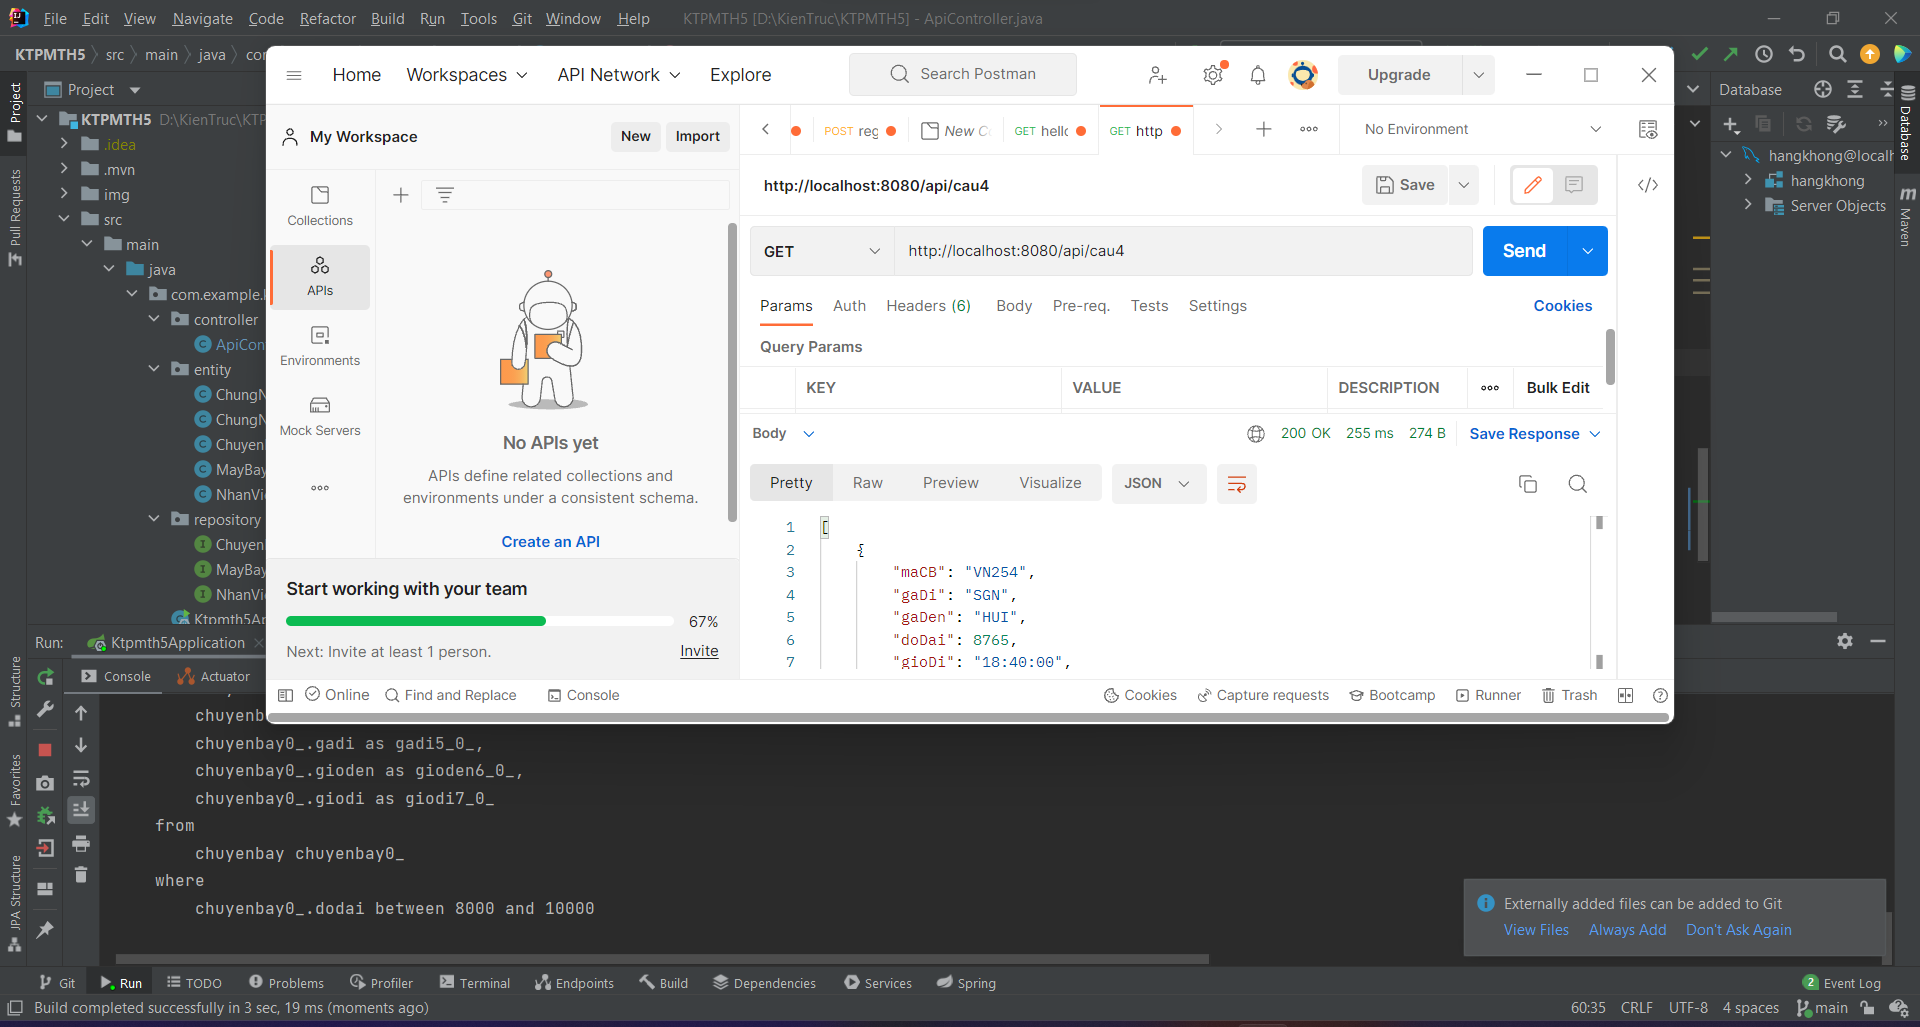 File Edit View Navigate Code Refactor Build Run Tools Git Window Help KTPMTH5 [D:\KienTruc\KTPMTH5] - ApiController.java
KTPMTH5 src main java
Home Workspaces API Network Explore Search Postman Upgrade
Project Database
KTPMTH5 D:\KienTruc\KTP
.idea
.mvn
img
src
main
java
com.example.
controller
ApiCon
entity
ChungN
ChungN
Chuyen
MayBay
NhanVi
repository
Chuyen
MayBay
NhanVi
Ktpmth5Ap
Project
Pull Requests
Structure
Favorites
JPA Structure
My Workspace New Import
Collections
APIs
Environments
Mock Servers
No APIs yet
APIs define related collections and
environments under a consistent schema.
Create an API
Start working with your team
67%
Next: Invite at least 1 person. Invite
POST reg New C GET hello GET http No Environment
http://localhost:8080/api/cau4 Save
GET http://localhost:8080/api/cau4 Send
Params Auth Headers (6) Body Pre-req. Tests Settings Cookies
Query Params
KEY VALUE DESCRIPTION Bulk Edit
Body 200 OK 255 ms 274 B Save Response
Pretty Raw Preview Visualize JSON
1 [
2 {
3 "maCB": "VN254",
4 "gaDi": "SGN",
5 "gaDen": "HUI",
6 "doDai": 8765,
7 "gioDi": "18:40:00",
Online Find and Replace Console Cookies Capture requests Bootcamp Runner Trash
hangkhong@localh
hangkhong
Server Objects
Database
Maven
Run: Ktpmth5Application
Console Actuator
chuyenb
chuyenbay0_.gadi as gadi5_0_,
chuyenbay0_.gioden as gioden6_0_,
chuyenbay0_.giodi as giodi7_0_
from
chuyenbay chuyenbay0_
where
chuyenbay0_.dodai between 8000 and 10000
Externally added files can be added to Git
View Files Always Add Don't Ask Again
Git Run TODO Problems Profiler Terminal Endpoints Build Dependencies Services Spring 2 Event Log
Build completed successfully in 3 sec, 19 ms (moments ago) 60:35 CRLF UTF-8 4 spaces main